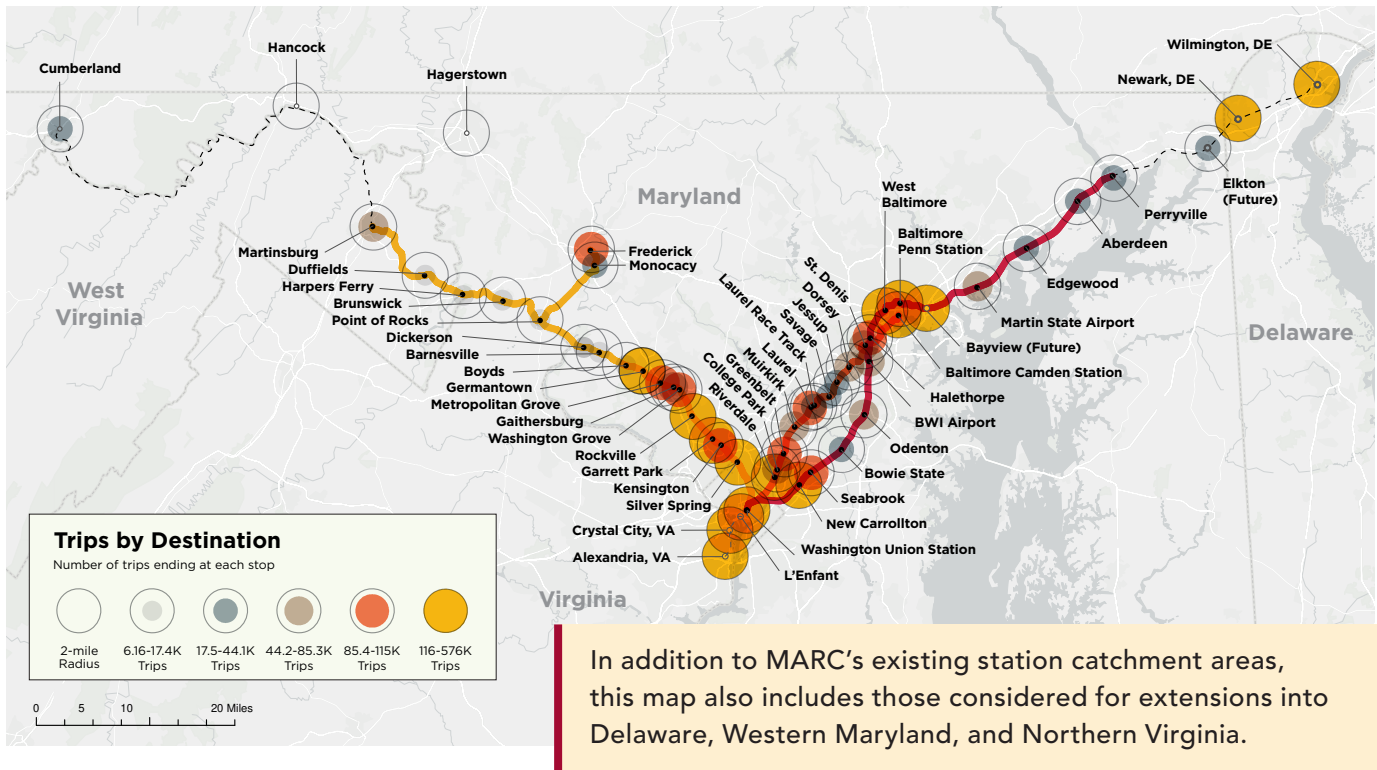 Cumberland
Hancock
Hagerstown
Wilmington, DE
Newark, DE
Elkton
(Future)
Perryville
Aberdeen
Edgewood
Martin State Airport
Bayview (Future)
Baltimore Camden Station
Halethorpe
BWI Airport
Odenton
Bowie State
Seabrook
New Carrollton
Washington Union Station
L'Enfant
West
Baltimore
Baltimore
Penn Station
St. Denis
Dorsey
Jessup
Savage
Laurel Race Track
Laurel
Muirkirk
Greenbelt
College Park
Riverdale
Maryland
Frederick
Monocacy
Martinsburg
Duffields
Harpers Ferry
Brunswick
Point of Rocks
Dickerson
Barnesville
Boyds
Germantown
Metropolitan Grove
Gaithersburg
Washington Grove
Rockville
Garrett Park
Kensington
Silver Spring
Crystal City, VA
Alexandria, VA
West
Virginia
Delaware
Virginia
Trips by Destination
Number of trips ending at each stop
2-mile
Radius
6.16-17.4K
Trips
17.5-44.1K
Trips
44.2-85.3K
Trips
85.4-115K
Trips
116-576K
Trips
0 5 10 20 Miles
In addition to MARC's existing station catchment areas,
this map also includes those considered for extensions into
Delaware, Western Maryland, and Northern Virginia.